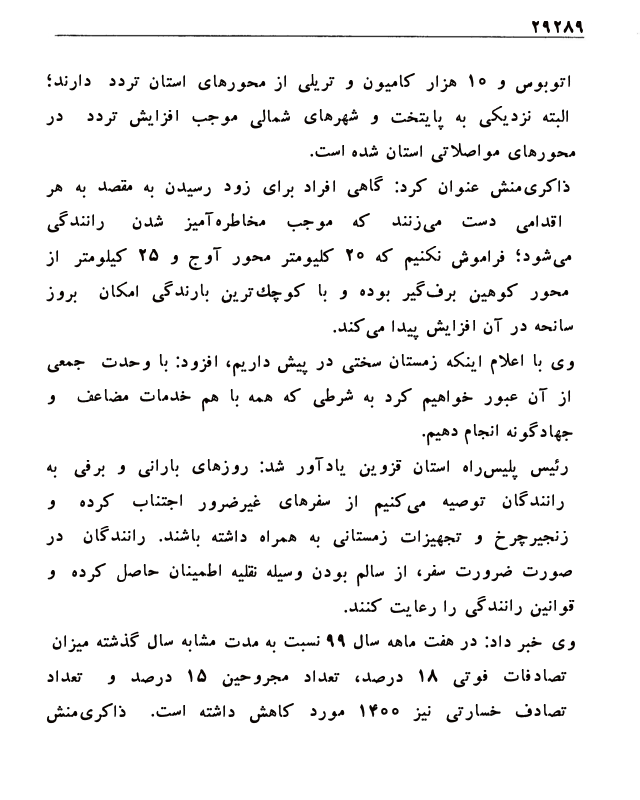 ۲۹۲۸۹
اتوبوس و ۱۰ هزار کامیون و تریلی از محورهای استان تردد دارند؛
البته نزدیکی به پایتخت و شهرهای شمالی موجب افزایش تردد در
محورهای مواصلاتی استان شده است.
ذاکری‌منش عنوان کرد: گاهی افراد برای زود رسیدن به مقصد به هر
اقدامی دست می‌زنند که موجب مخاطره‌آمیز شدن رانندگی
می‌شود؛ فراموش نکنیم که ۲۰ کلیومتر محور آوج و ۲۵ کیلومتر از
محور کوهین برف‌گیر بوده و با کوچك‌ترین بارندگی امکان بروز
سانحه در آن افزایش پیدا می‌کند.
وی با اعلام اینکه زمستان سختی در پیش داریم، افزود: با وحدت جمعی
از آن عبور خواهیم کرد به شرطی که همه با هم خدمات مضاعف و
جهادگونه انجام دهیم.
رئیس پلیس‌راه استان قزوین یادآور شد: روزهای بارانی و برفی به
رانندگان توصیه می‌کنیم از سفرهای غیرضرور اجتناب کرده و
زنجیرچرخ و تجهیزات زمستانی به همراه داشته باشند. رانندگان در
صورت ضرورت سفر، از سالم بودن وسیله نقلیه اطمینان حاصل کرده و
قوانین رانندگی را رعایت کنند.
وی خبر داد: در هفت ماهه سال ۹۹ نسبت به مدت مشابه سال گذشته میزان
تصادفات فوتی ۱۸ درصد، تعداد مجروحین ۱۵ درصد و تعداد
تصادف خسارتی نیز ۱۴۰۰ مورد کاهش داشته است. ذاکری‌منش